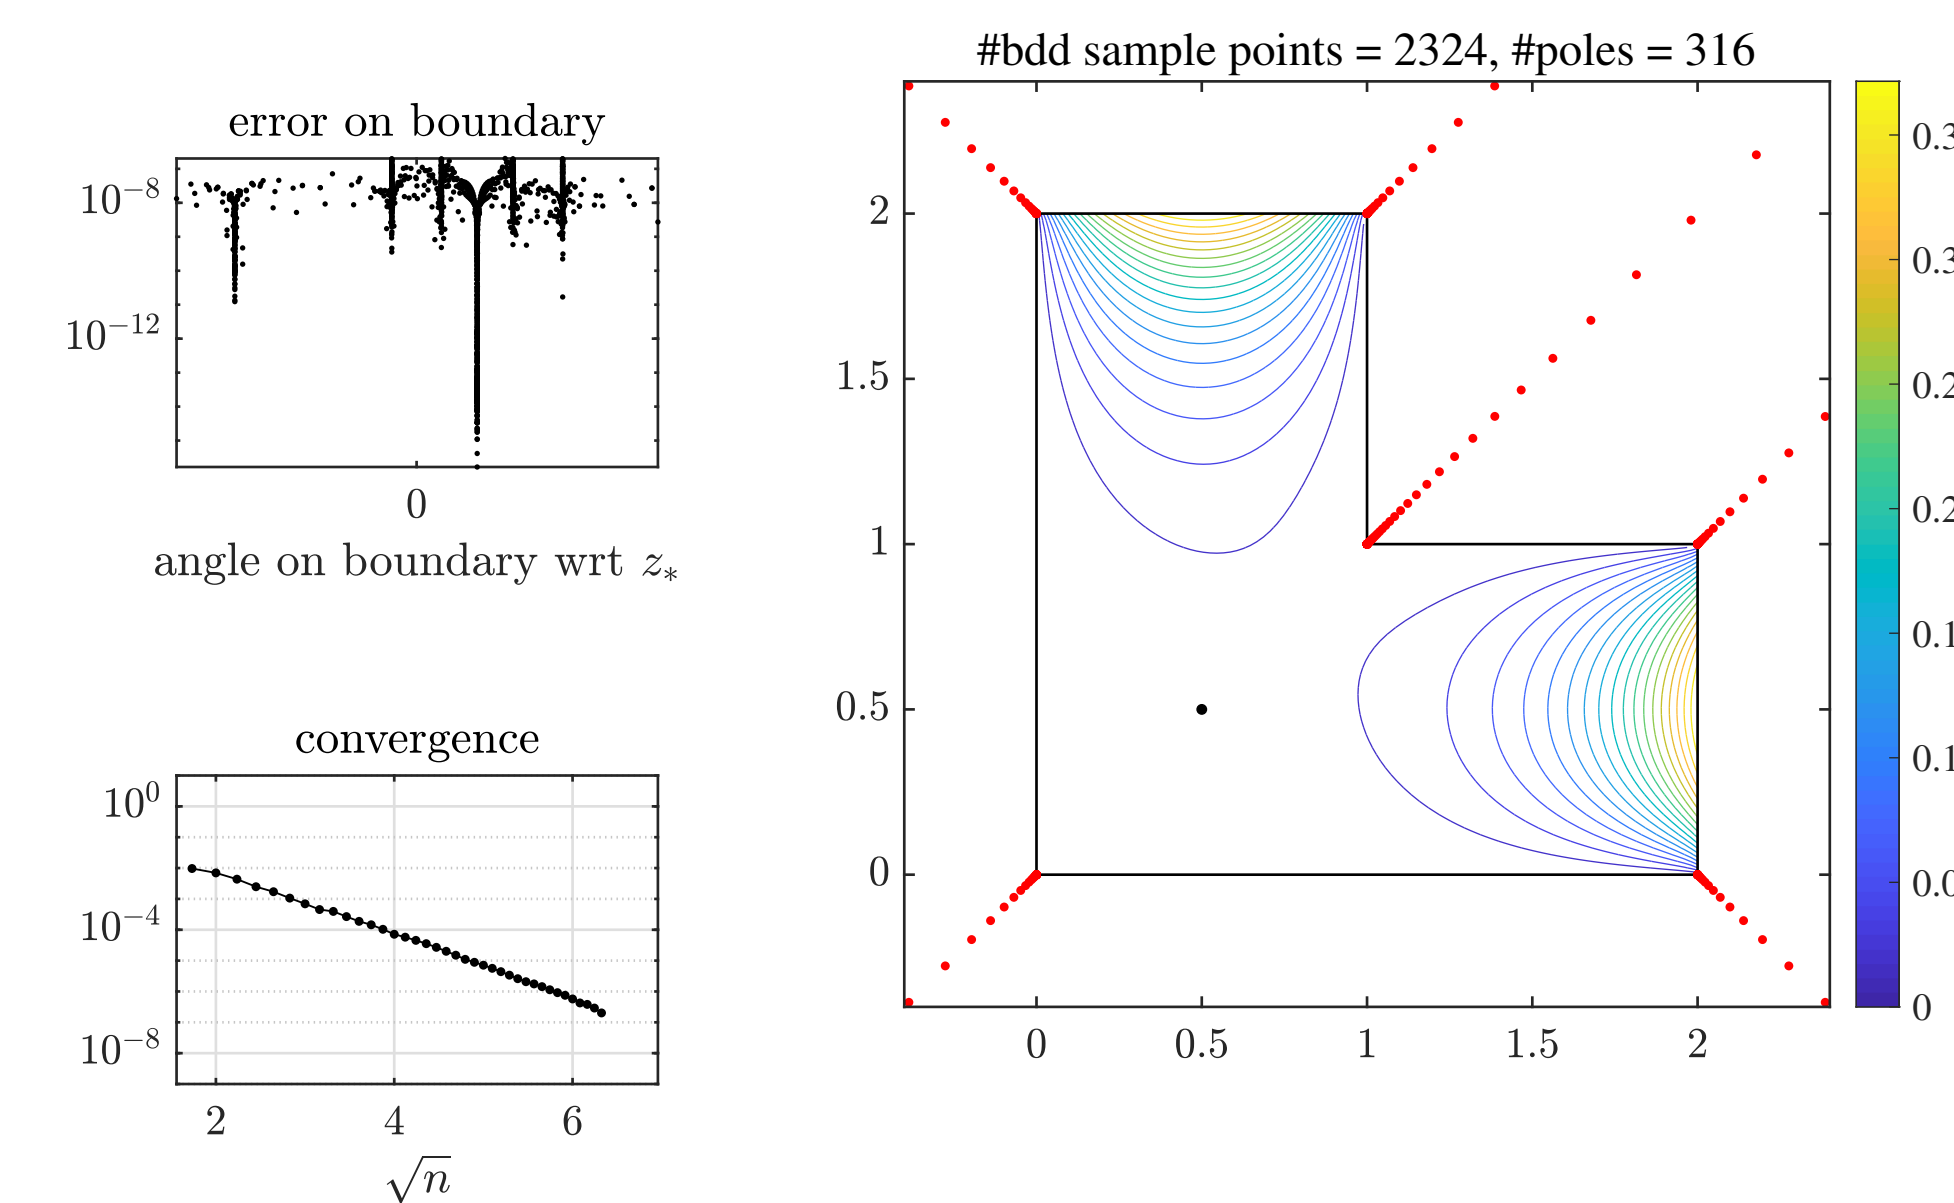 error on boundary
10⁻⁸
10⁻¹²
0
angle on boundary wrt z*
convergence
10⁰
10⁻⁴
10⁻⁸
2 4 6
√n
#bdd sample points = 2324, #poles = 316
2
1.5
1
0.5
0
0 0.5 1 1.5 2
0